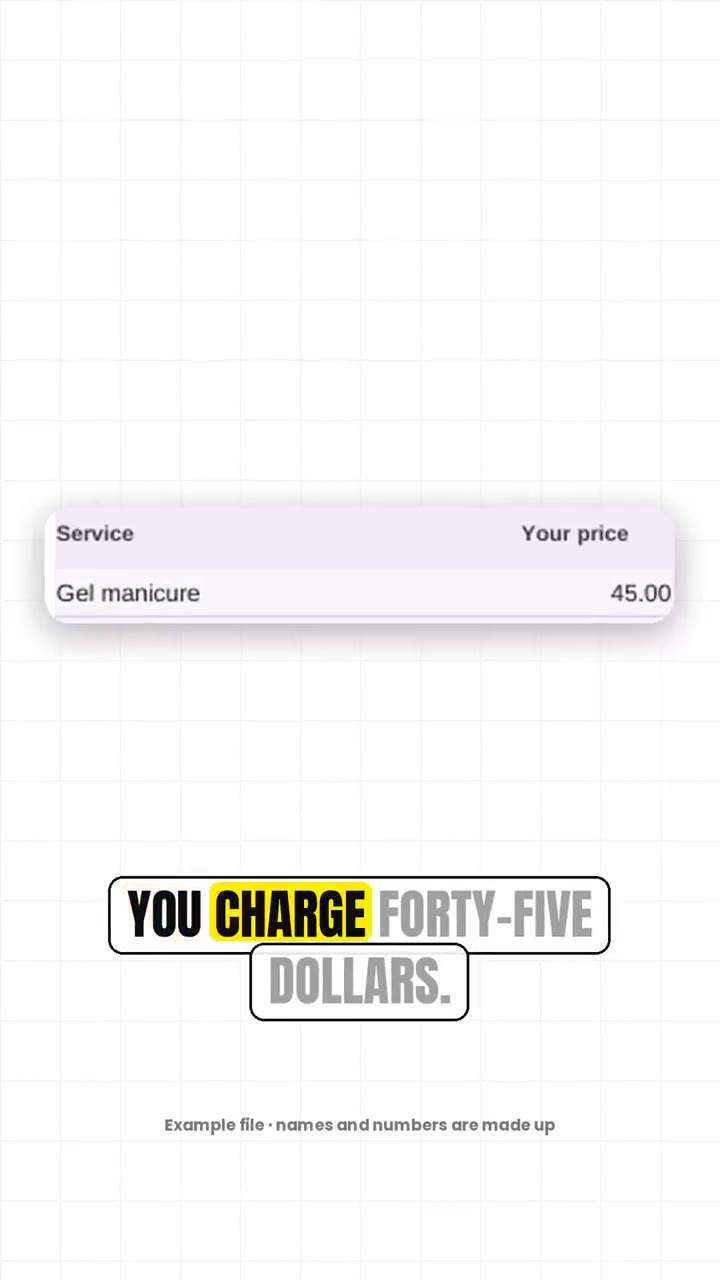 Service Your price
Gel manicure 45.00
YOU CHARGE FORTY-FIVE
DOLLARS.
Example file · names and numbers are made up